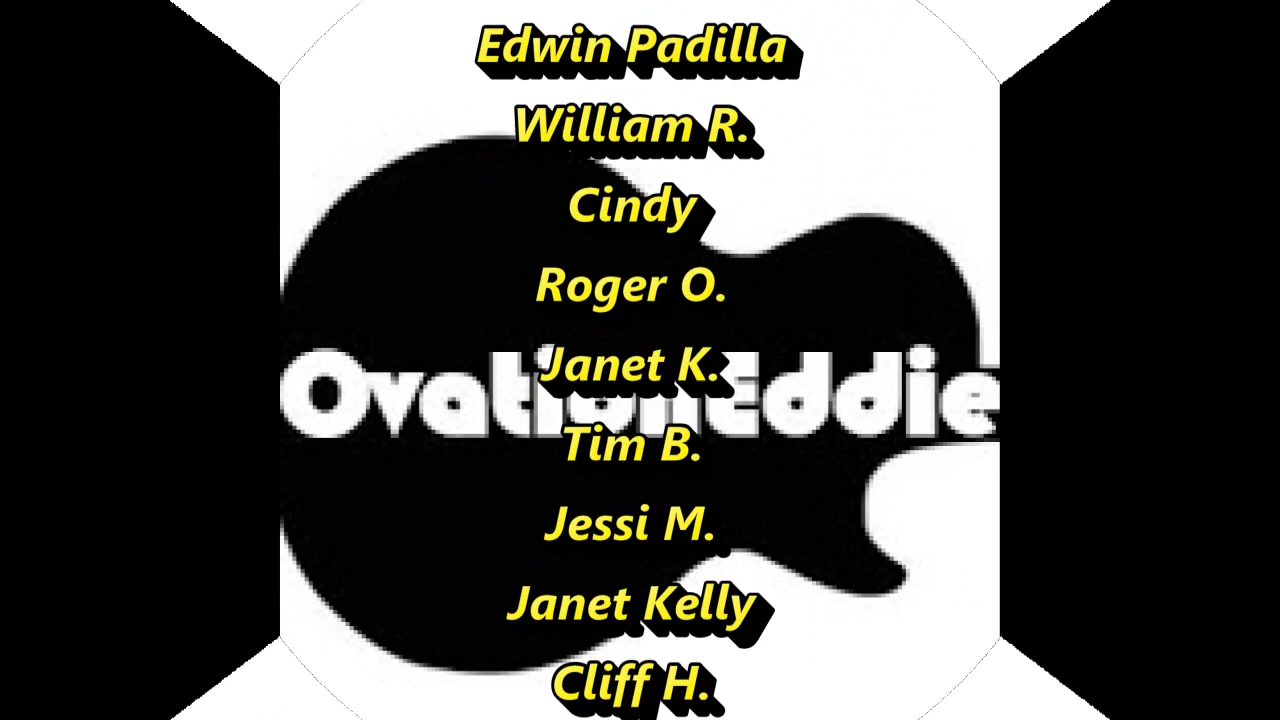 Edwin Padilla
William R.
Cindy
Roger O.
Janet K.
OvationEddie
Tim B.
Jessi M.
Janet Kelly
Cliff H.